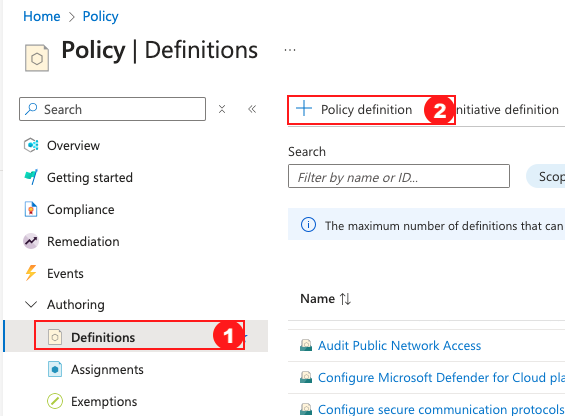 Home > Policy
Policy | Definitions ...
Search
Overview
Getting started
Compliance
Remediation
Events
Authoring
Definitions 1
Assignments
Exemptions
+ Policy definition 2 nitiative definition
Search
Filter by name or ID...
Scop
The maximum number of definitions that can
Name
Audit Public Network Access
Configure Microsoft Defender for Cloud pla
Configure secure communication protocols